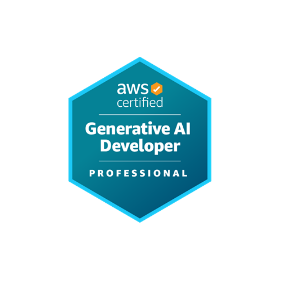 aws
certified
Generative AI
Developer
PROFESSIONAL